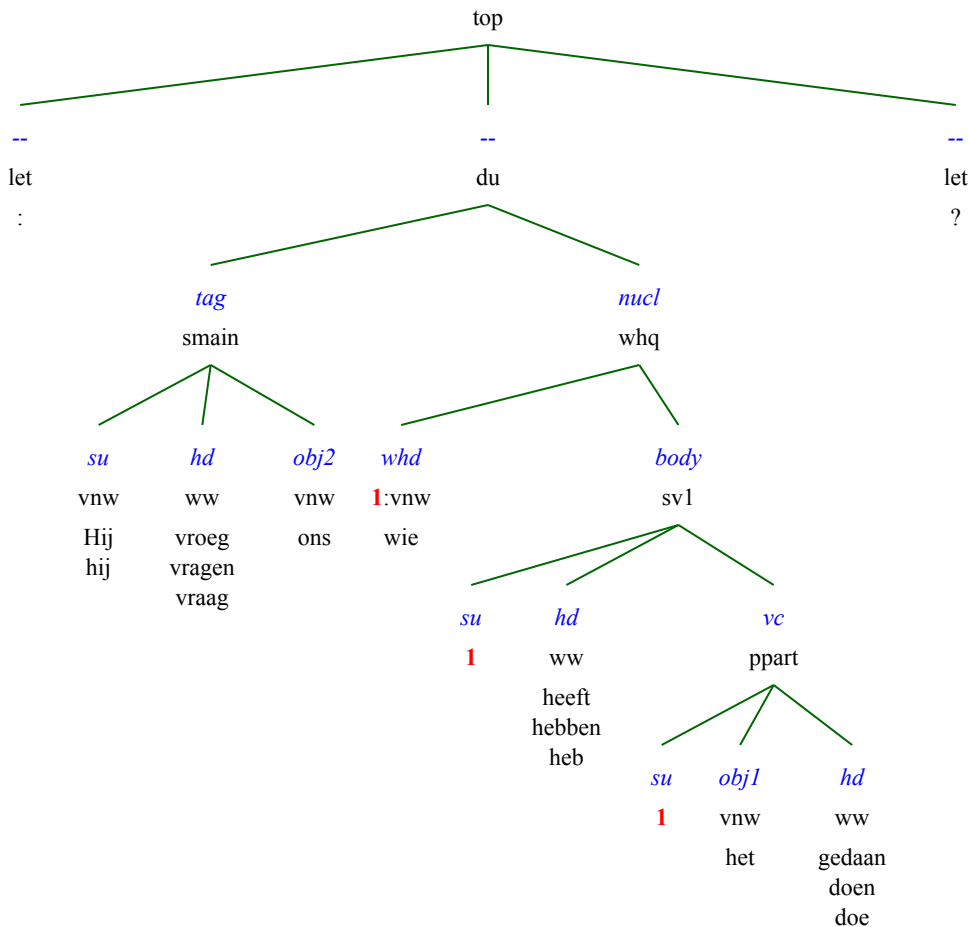 top
-- -- --
let du let
: ?
tag nucl
smain whq
su hd obj2 whd body
vnw ww vnw 1:vnw sv1
Hij vroeg ons wie
hij vragen
vraag
su hd vc
1 ww ppart
heeft
hebben
heb
su obj1 hd
1 vnw ww
het gedaan
doen
doe